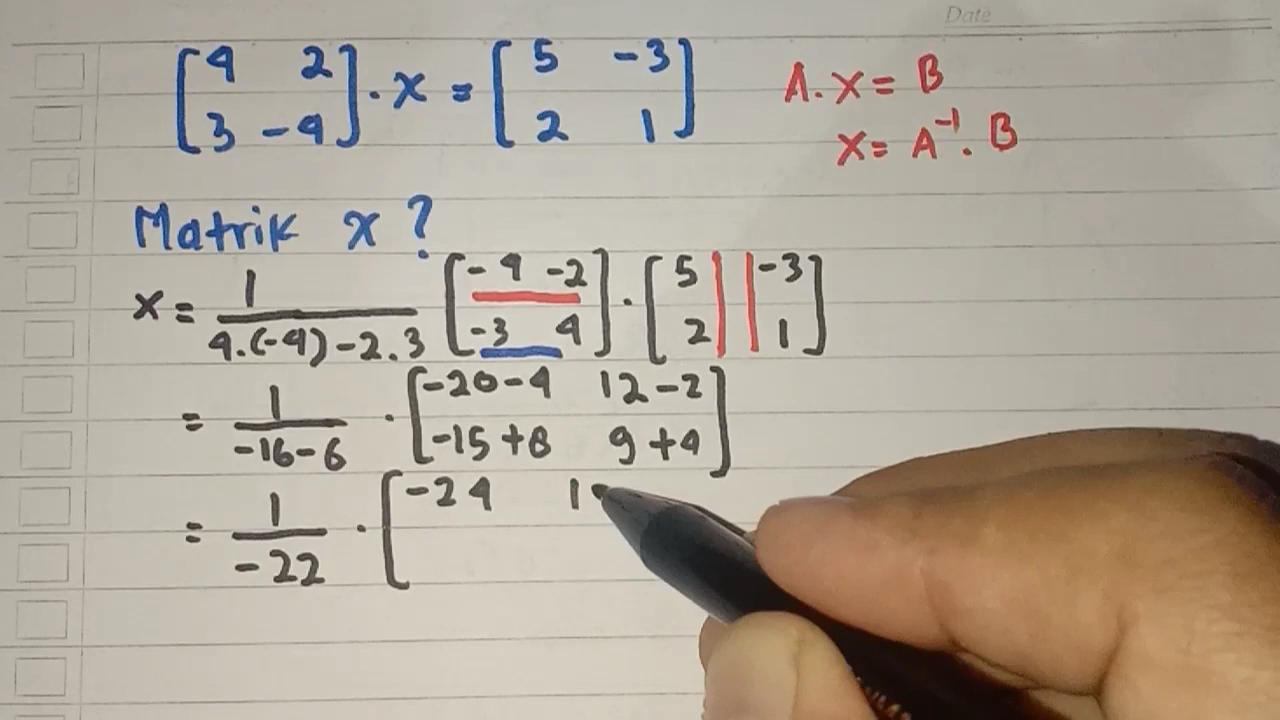 Date
[4 2; 3 -4] . x = [5 -3; 2 1]
A. x = B
x = A⁻¹. B
Matrik x ?
x = 1/(4.(-4)-2.3) [-4 -2; -3 4] . [5 | | -3; 2 | | 1]
= 1/(-16-6) . [-20-4 12-2; -15+8 9+4]
= 1/(-22) . [-24 1